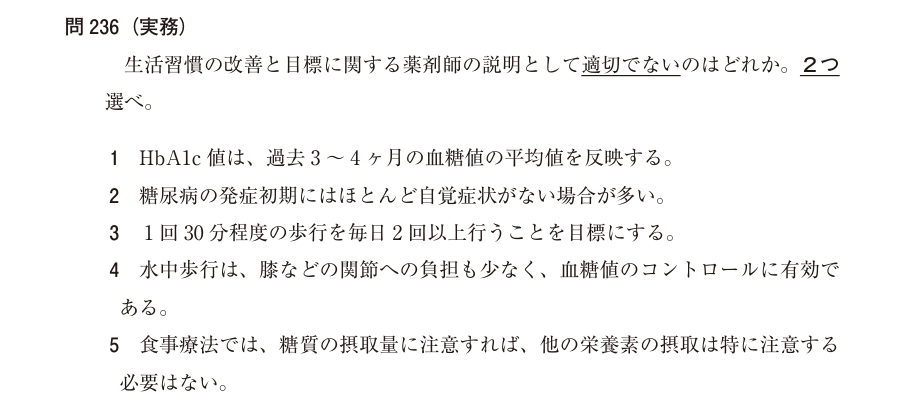 問 236（実務）
生活習慣の改善と目標に関する薬剤師の説明として適切でないのはどれか。２つ
選べ。
1　HbA1c 値は、過去 3 ～ 4 ヶ月の血糖値の平均値を反映する。
2　糖尿病の発症初期にはほとんど自覚症状がない場合が多い。
3　1 回 30 分程度の歩行を毎日 2 回以上行うことを目標にする。
4　水中歩行は、膝などの関節への負担も少なく、血糖値のコントロールに有効で
ある。
5　食事療法では、糖質の摂取量に注意すれば、他の栄養素の摂取は特に注意する
必要はない。